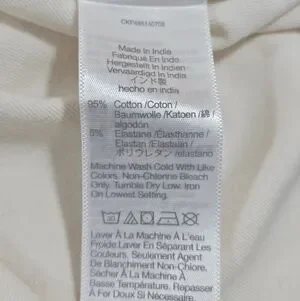 Made In India
Fabriqué En Inde
Hergestellt In Indien
Vervaardigd In India
インド製
hecho en india
95% Cotton/Coton/
Baumwolle/Katoen/綿/
algodón
5% Elastane/Elasthanne/
Elastan/Elastaan/
ポリウレタン/elastano
Machine Wash Cold With Like
Colors, Non-Chlorine Bleach
Only, Tumble Dry Low, Iron
On Lowest Setting.
Laver À La Machine À L'eau
Froide Laver En Séparant Les
Couleurs, Seulement Agent
De Blanchiment Non-Chlore,
Sécher À La Machine À
Basse Température, Repasser
À Fer Doux Si Nécessaire